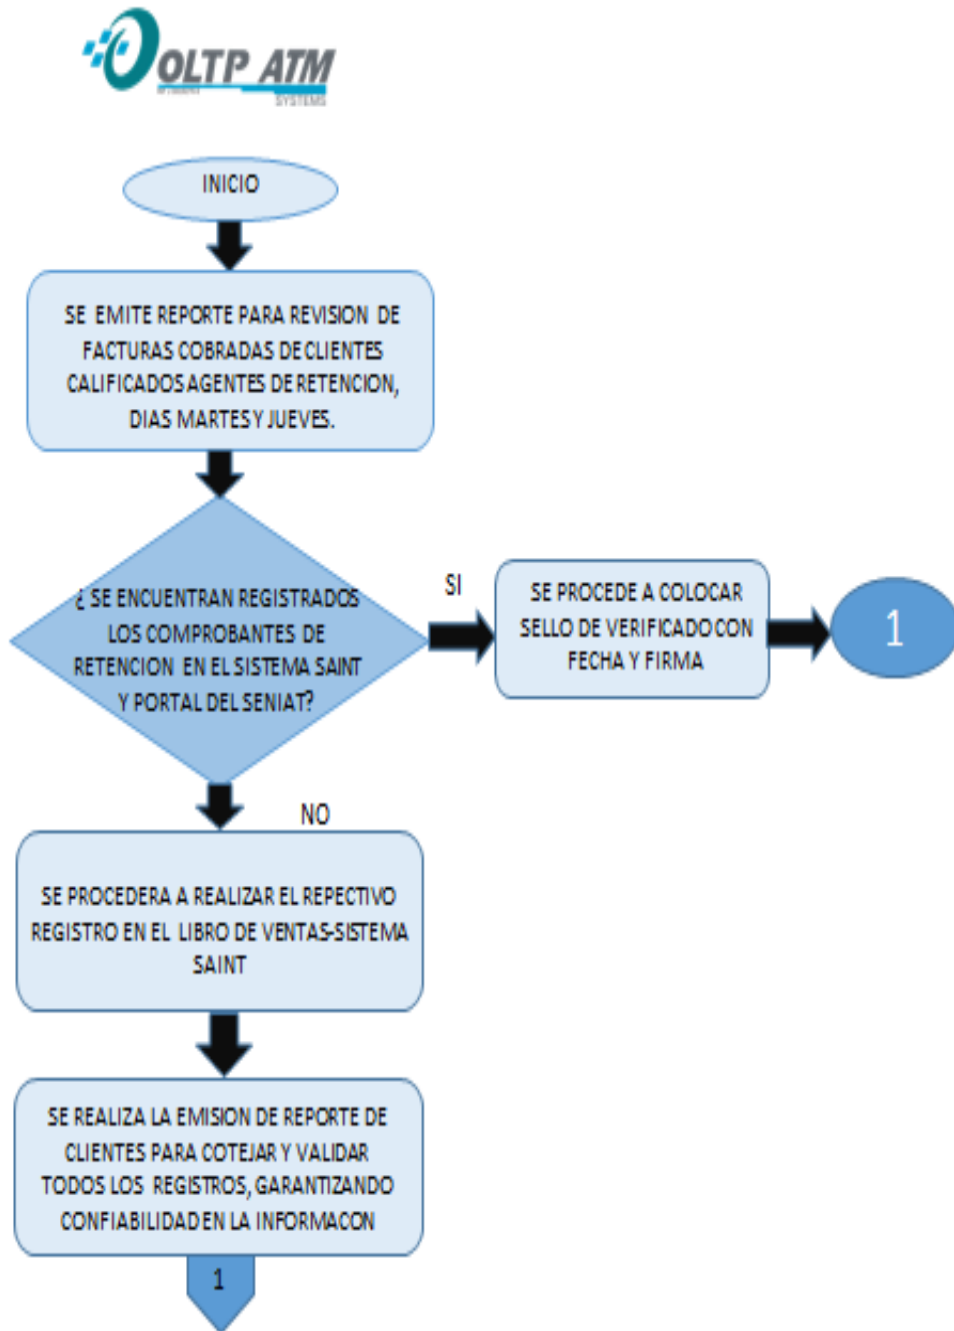 OLTP ATM
SYSTEMS
INICIO
SE EMITE REPORTE PARA REVISION DE
FACTURAS COBRADAS DE CLIENTES
CALIFICADOS AGENTES DE RETENCION,
DIAS MARTES Y JUEVES.
¿ SE ENCUENTRAN REGISTRADOS
LOS COMPROBANTES DE
RETENCION EN EL SISTEMA SAINT
Y PORTAL DEL SENIAT?
SI
SE PROCEDE A COLOCAR
SELLO DE VERIFICADO CON
FECHA Y FIRMA
1
NO
SE PROCEDERA A REALIZAR EL REPECTIVO
REGISTRO EN EL LIBRO DE VENTAS-SISTEMA
SAINT
SE REALIZA LA EMISION DE REPORTE DE
CLIENTES PARA COTEJAR Y VALIDAR
TODOS LOS REGISTROS, GARANTIZANDO
CONFIABILIDAD EN LA INFORMACON
1